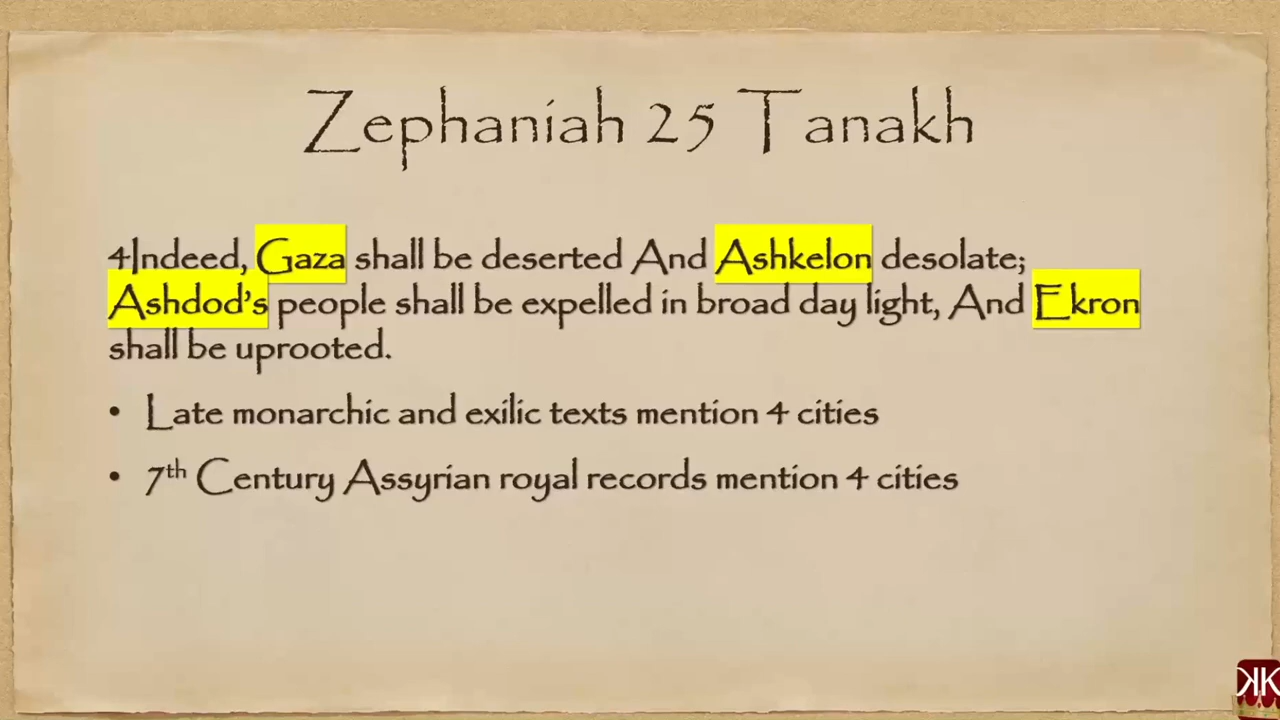 Zephaniah 25 Tanakh
4Indeed, Gaza shall be deserted And Ashkelon desolate;
Ashdod's people shall be expelled in broad day light, And Ekron
shall be uprooted.
• Late monarchic and exilic texts mention 4 cities
• 7th Century Assyrian royal records mention 4 cities
KK